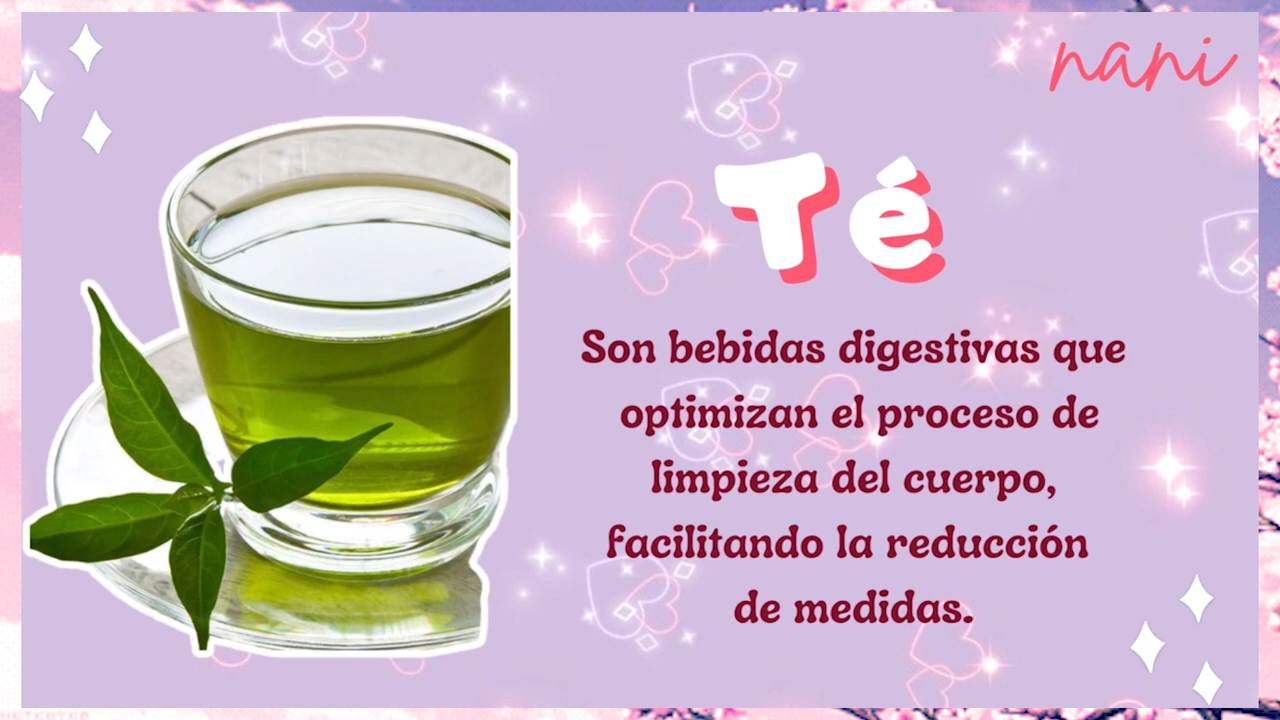 nani
Té
Son bebidas digestivas que
optimizan el proceso de
limpieza del cuerpo,
facilitando la reducción
de medidas.